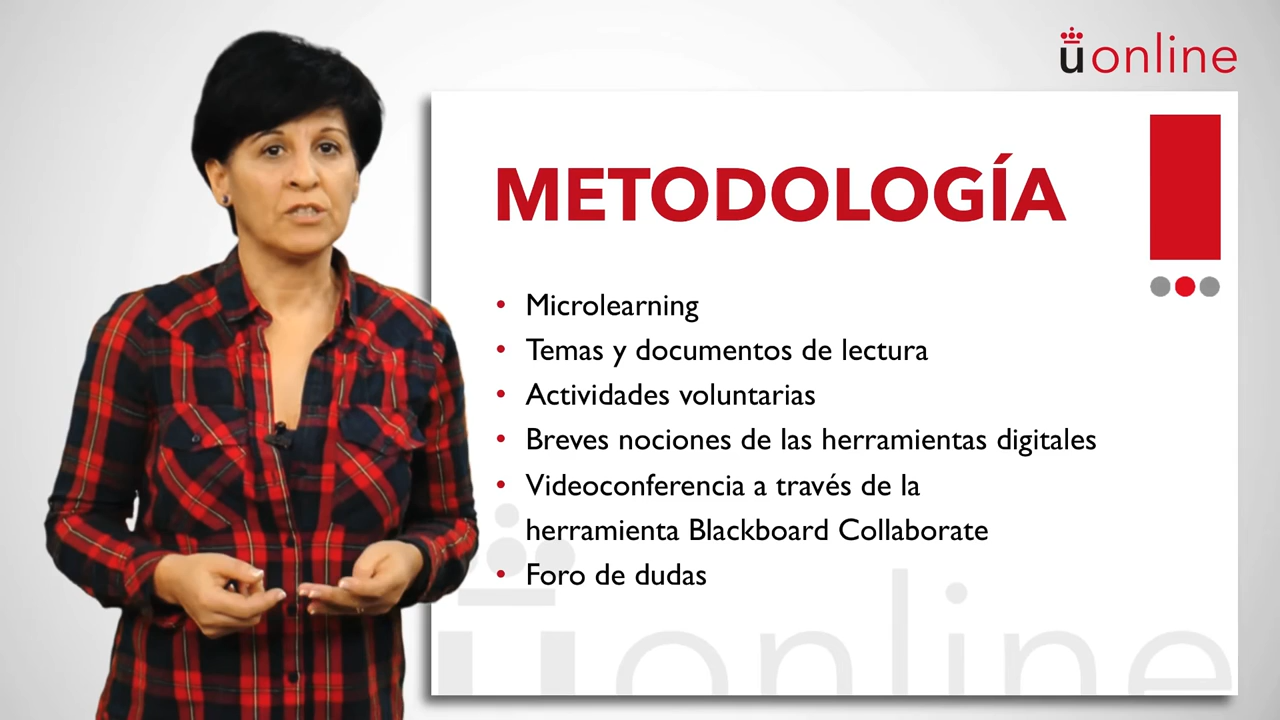 uonline
METODOLOGÍA
• Microlearning
• Temas y documentos de lectura
• Actividades voluntarias
• Breves nociones de las herramientas digitales
• Videoconferencia a través de la
herramienta Blackboard Collaborate
• Foro de dudas
uonline